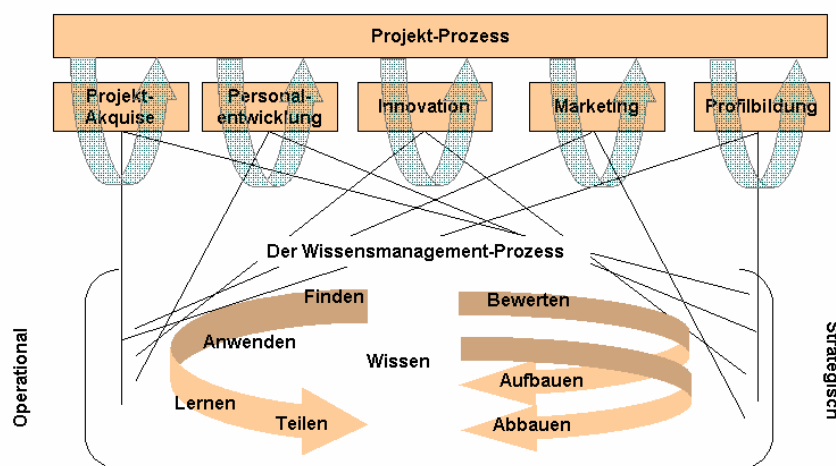 Projekt-Prozess
Projekt-
Akquise
Personal-
entwicklung
Innovation
Marketing
Profilbildung
Der Wissensmanagement-Prozess
Finden
Bewerten
Anwenden
Wissen
Aufbauen
Lernen
Teilen
Abbauen
Operational
Strategisch